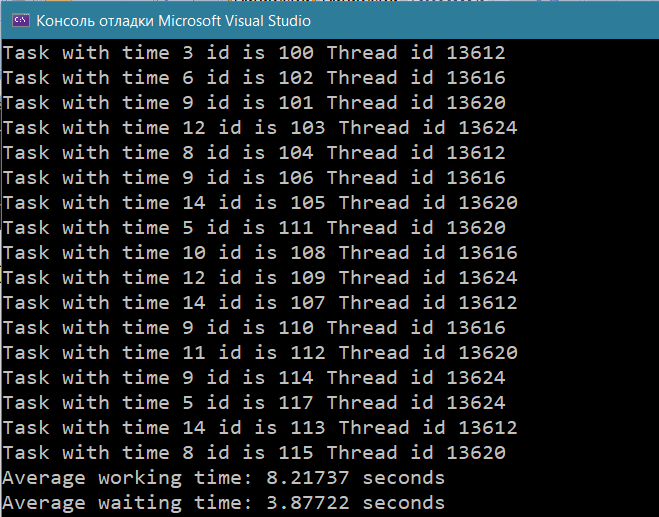 Консоль отладки Microsoft Visual Studio
Task with time 3 id is 100 Thread id 13612
Task with time 6 id is 102 Thread id 13616
Task with time 9 id is 101 Thread id 13620
Task with time 12 id is 103 Thread id 13624
Task with time 8 id is 104 Thread id 13612
Task with time 9 id is 106 Thread id 13616
Task with time 14 id is 105 Thread id 13620
Task with time 5 id is 111 Thread id 13620
Task with time 10 id is 108 Thread id 13616
Task with time 12 id is 109 Thread id 13624
Task with time 14 id is 107 Thread id 13612
Task with time 9 id is 110 Thread id 13616
Task with time 11 id is 112 Thread id 13620
Task with time 9 id is 114 Thread id 13624
Task with time 5 id is 117 Thread id 13624
Task with time 14 id is 113 Thread id 13612
Task with time 8 id is 115 Thread id 13620
Average working time: 8.21737 seconds
Average waiting time: 3.87722 seconds